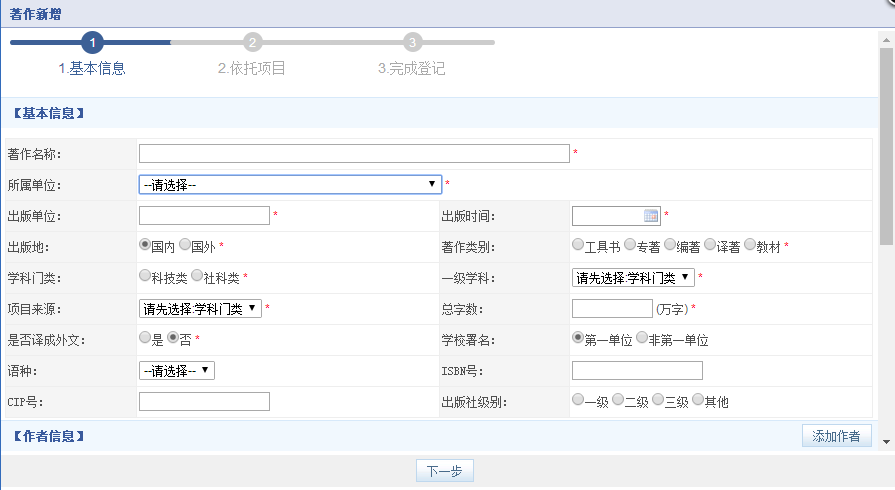 著作新增
1 2 3
1.基本信息 2.依托项目 3.完成登记
【基本信息】
著作名称: *
所属单位: --请选择-- *
出版单位: * 出版时间: *
出版地: 国内 国外 * 著作类别: 工具书 专著 编著 译著 教材 *
学科门类: 科技类 社科类 * 一级学科: 请先选择:学科门类 *
项目来源: 请先选择:学科门类 * 总字数: (万字) *
是否译成外文: 是 否 * 学校署名: 第一单位 非第一单位
语种: --请选择-- ISBN号:
CIP号: 出版社级别: 一级 二级 三级 其他
【作者信息】 添加作者
下一步